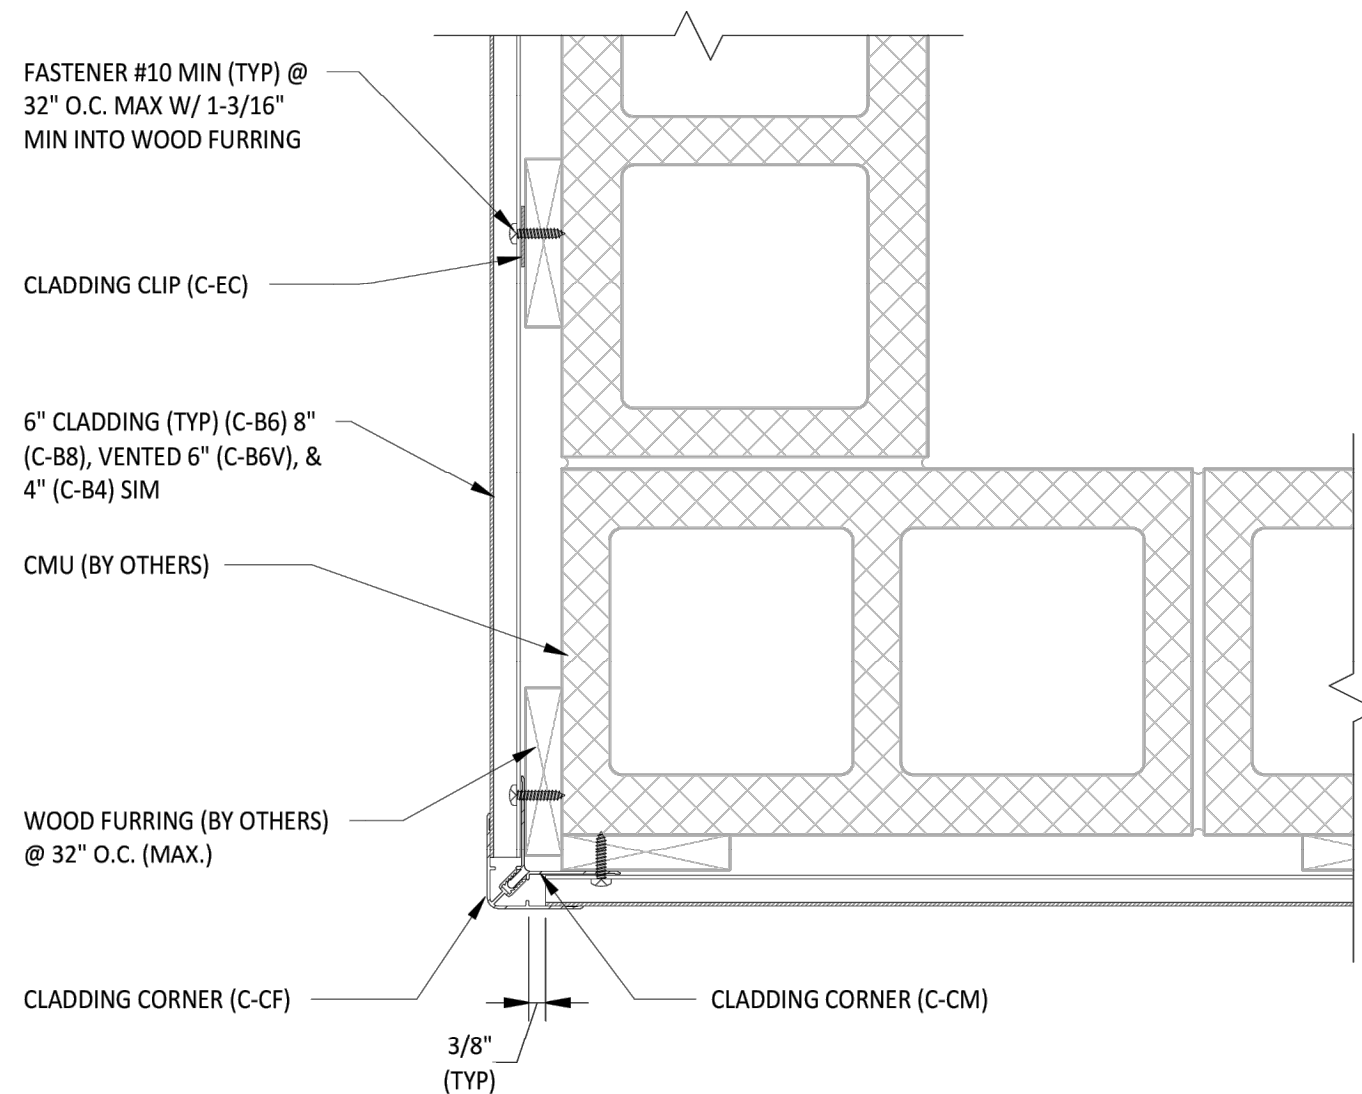 FASTENER #10 MIN (TYP) @
32" O.C. MAX W/ 1-3/16"
MIN INTO WOOD FURRING
CLADDING CLIP (C-EC)
6" CLADDING (TYP) (C-B6) 8"
(C-B8), VENTED 6" (C-B6V), &
4" (C-B4) SIM
CMU (BY OTHERS)
WOOD FURRING (BY OTHERS)
@ 32" O.C. (MAX.)
CLADDING CORNER (C-CF)
CLADDING CORNER (C-CM)
3/8"
(TYP)